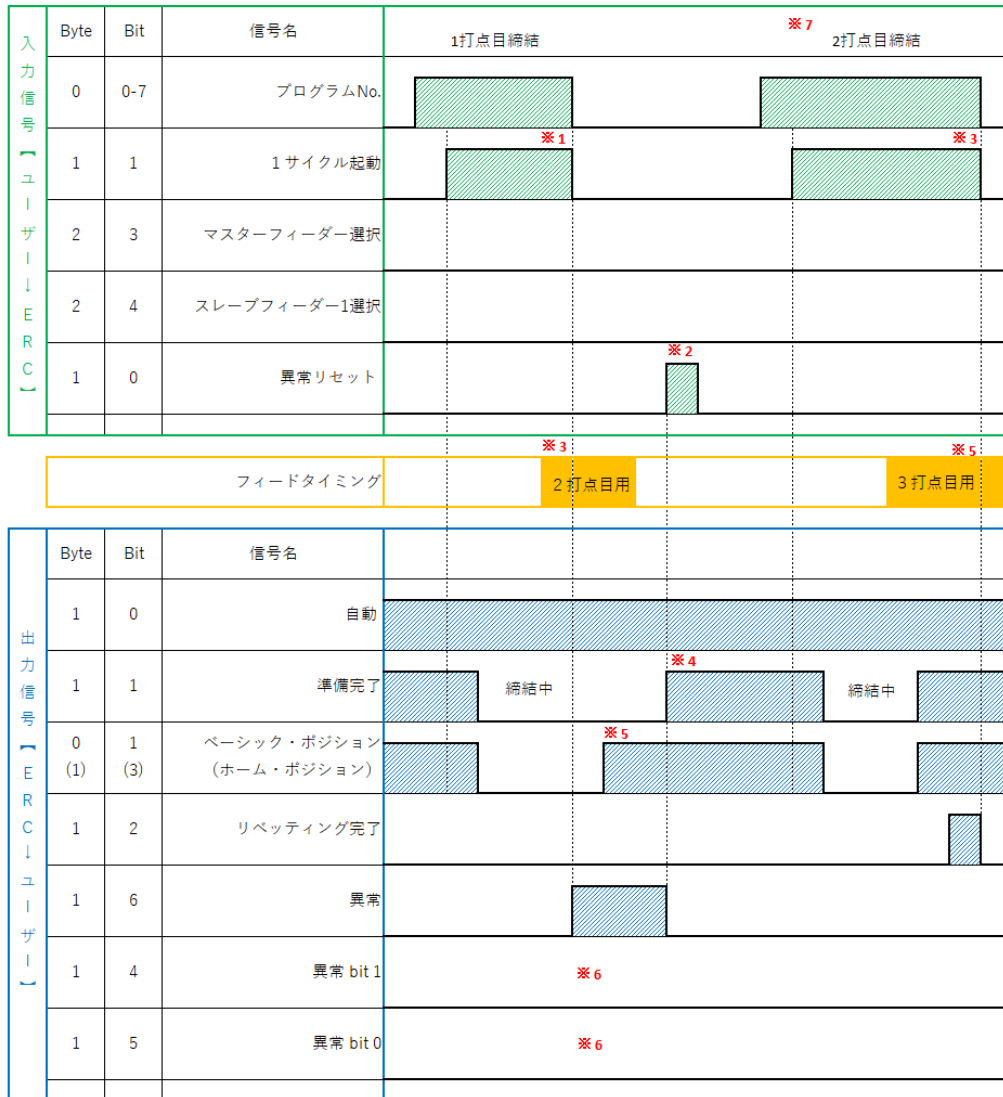 入力信号【ユーザー→ERC】
Byte Bit 信号名 1打点目締結 ※7 2打点目締結
0 0-7 プログラムNo.
1 1 1サイクル起動 ※1 ※3
2 3 マスターフィーダー選択
2 4 スレーブフィーダー1選択
1 0 異常リセット ※2
フィードタイミング ※3 2打点目用 ※5 3打点目用
出力信号【ERC→ユーザー】
Byte Bit 信号名
1 0 自動
1 1 準備完了 締結中 ※4 締結中
0 1 ベーシック・ポジション ※5
(1) (3) (ホーム・ポジション)
1 2 リベッティング完了
1 6 異常
1 4 異常 bit 1 ※6
1 5 異常 bit 0 ※6